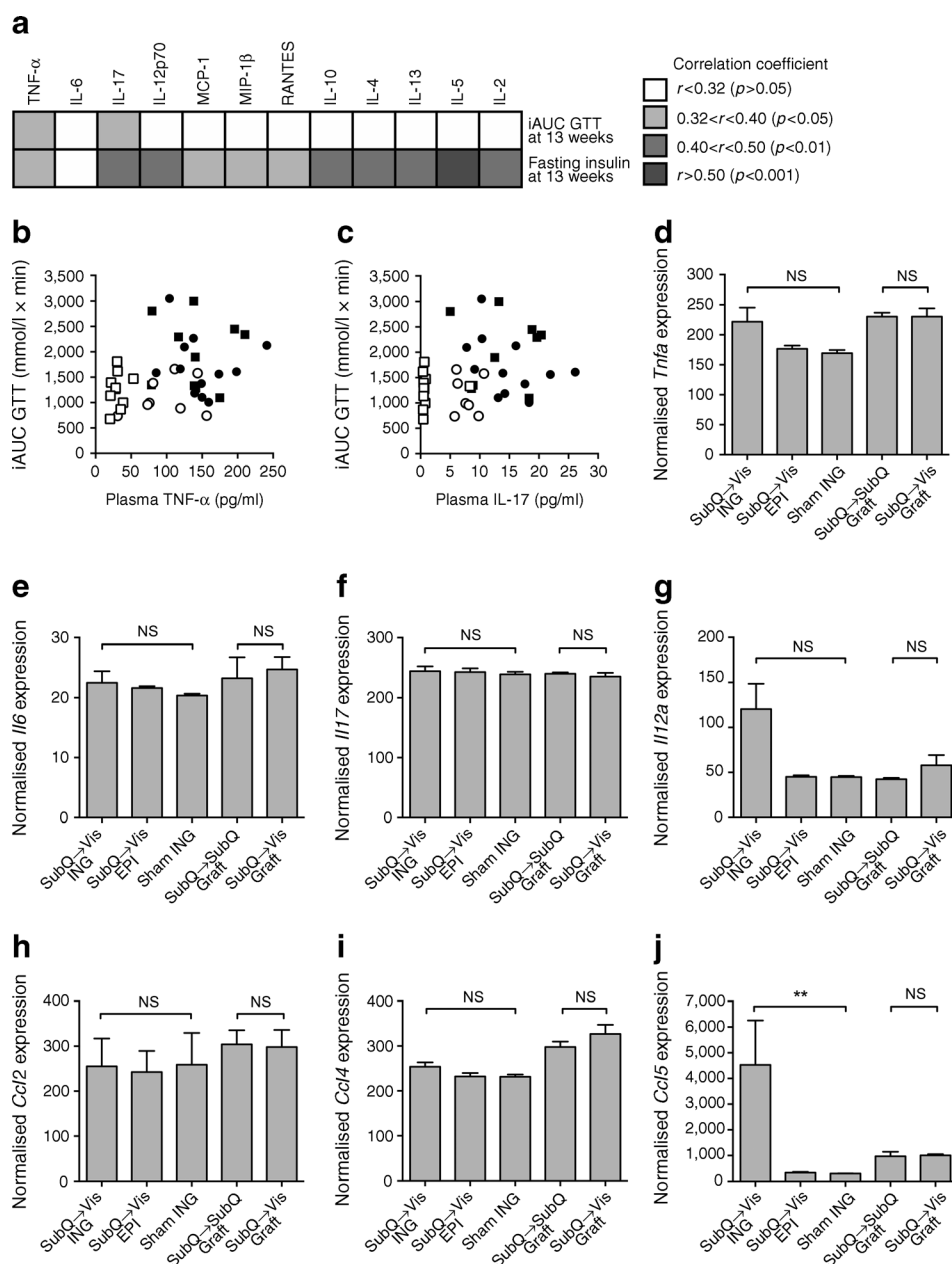 a
TNF-α
IL-6
IL-17
IL-12p70
MCP-1
MIP-1β
RANTES
IL-10
IL-4
IL-13
IL-5
IL-2
iAUC GTT
at 13 weeks
Fasting insulin
at 13 weeks
Correlation coefficient
r<0.32 (p>0.05)
0.32<r<0.40 (p<0.05)
0.40<r<0.50 (p<0.01)
r>0.50 (p<0.001)
b
iAUC GTT (mmol/l × min)
3,500
3,000
2,500
2,000
1,500
1,000
500
0
0 50 100 150 200 250
Plasma TNF-α (pg/ml)
c
iAUC GTT (mmol/l × min)
3,500
3,000
2,500
2,000
1,500
1,000
500
0
0 5 10 15 20 25 30
Plasma IL-17 (pg/ml)
d
Normalised Tnfa expression
300
250
200
150
100
50
0
NS
NS
SubQ→Vis
ING
SubQ→Vis
EPI
Sham ING
SubQ→SubQ
Graft
SubQ→Vis
Graft
e
Normalised Il6 expression
30
20
10
0
NS
NS
SubQ→Vis
ING
SubQ→Vis
EPI
Sham ING
SubQ→SubQ
Graft
SubQ→Vis
Graft
f
Normalised Il17 expression
300
200
100
0
NS
NS
SubQ→Vis
ING
SubQ→Vis
EPI
Sham ING
SubQ→SubQ
Graft
SubQ→Vis
Graft
g
Normalised Il12a expression
200
150
100
50
0
NS
NS
SubQ→Vis
ING
SubQ→Vis
EPI
Sham ING
SubQ→SubQ
Graft
SubQ→Vis
Graft
h
Normalised Ccl2 expression
400
300
200
100
0
NS
NS
SubQ→Vis
ING
SubQ→Vis
EPI
Sham ING
SubQ→SubQ
Graft
SubQ→Vis
Graft
i
Normalised Ccl4 expression
400
300
200
100
0
NS
NS
SubQ→Vis
ING
SubQ→Vis
EPI
Sham ING
SubQ→SubQ
Graft
SubQ→Vis
Graft
j
Normalised Ccl5 expression
7,000
6,000
5,000
4,000
3,000
2,000
1,000
0
**
NS
SubQ→Vis
ING
SubQ→Vis
EPI
Sham ING
SubQ→SubQ
Graft
SubQ→Vis
Graft